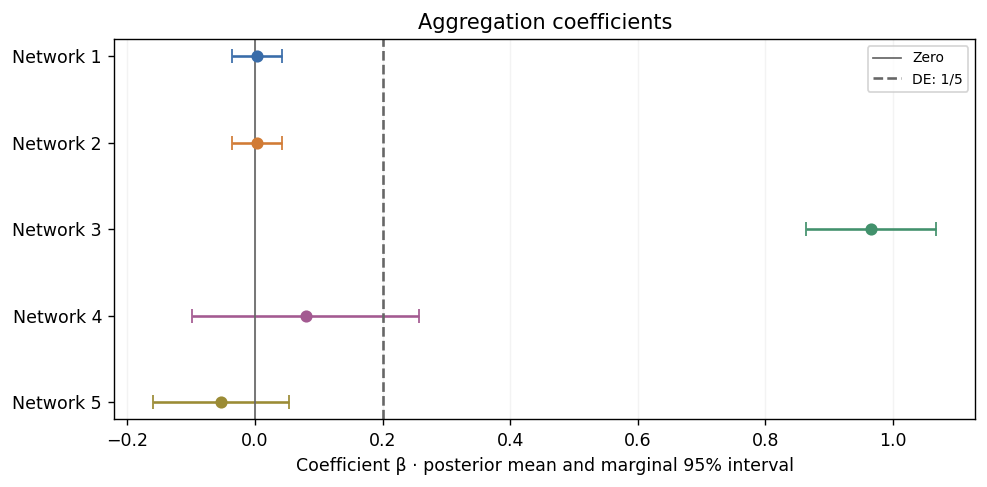 Aggregation coefficients
Network 1
Network 2
Network 3
Network 4
Network 5
Zero
DE: 1/5
−0.2 0.0 0.2 0.4 0.6 0.8 1.0
Coefficient β · posterior mean and marginal 95% interval